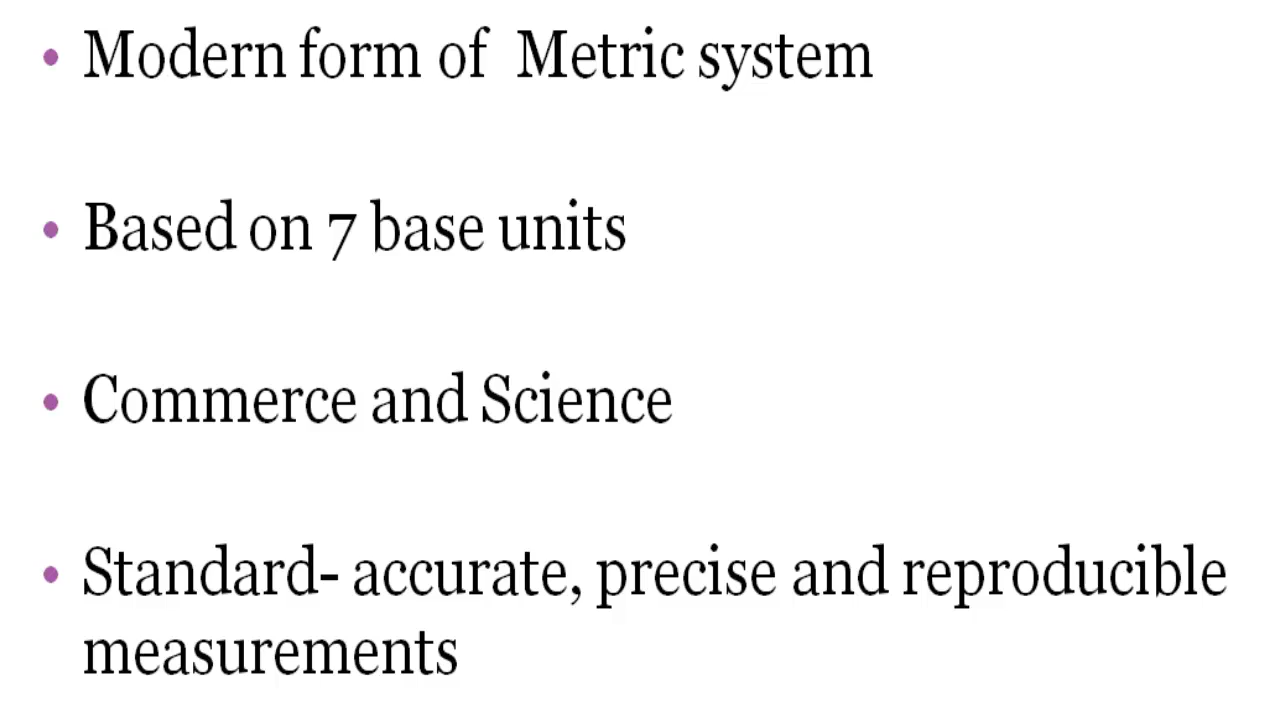 • Modern form of Metric system
• Based on 7 base units
• Commerce and Science
• Standard- accurate, precise and reproducible
measurements